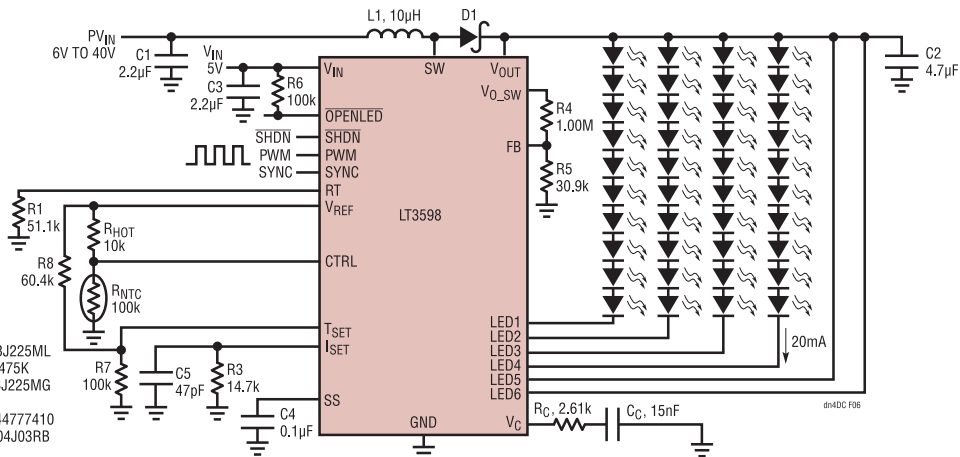 L1, 10µH
D1
PVIN
6V TO 40V
C1
2.2µF
VIN
5V
C3
2.2µF
R6
100k
VIN
SW
VOUT
VO_SW
OPENLED
SHDN
SHDN
PWM
PWM
SYNC
SYNC
RT
VREF
LT3598
CTRL
FB
R4
1.00M
R5
30.9k
C2
4.7µF
R1
51.1k
RHOT
10k
R8
60.4k
RNTC
100k
TSET
ISET
R7
100k
C5
47pF
R3
14.7k
SS
C4
0.1µF
GND
LED1
LED2
LED3
LED4
LED5
LED6
VC
20mA
RC, 2.61k
CC, 15nF
dn4DC F06
J225ML
475K
J225MG
44777410
04J03RB